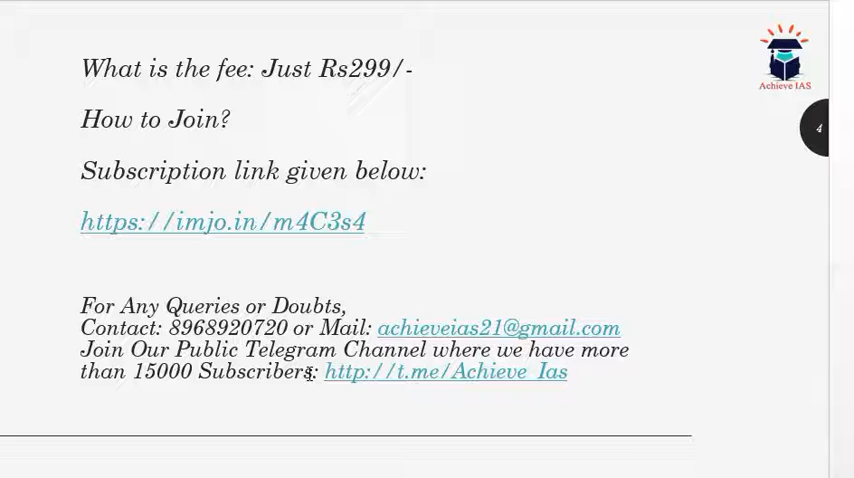 What is the fee: Just Rs299/-
Achieve IAS
How to Join?
4
Subscription link given below:
https://imjo.in/m4C3s4
For Any Queries or Doubts,
Contact: 8968920720 or Mail: achieveias21@gmail.com
Join Our Public Telegram Channel where we have more
than 15000 Subscribers: http://t.me/Achieve_Ias